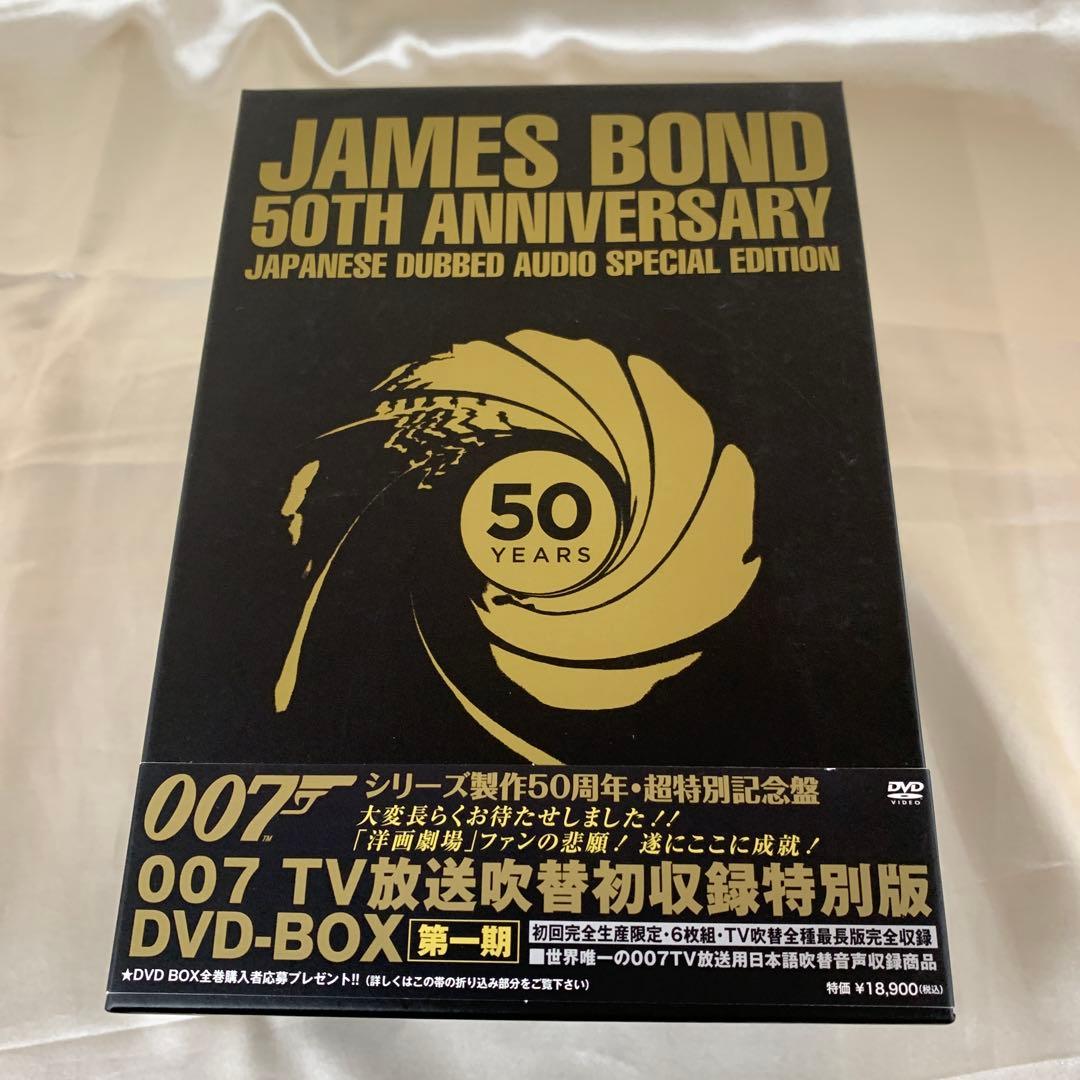 JAMES BOND
50TH ANNIVERSARY
JAPANESE DUBBED AUDIO SPECIAL EDITION
50
YEARS
007
TM
シリーズ製作50周年・超特別記念盤
大変長らくお待たせしました!!
「洋画劇場」ファンの悲願! 遂にここに成就!
DVD
VIDEO
007 TV放送吹替初収録特別版
DVD-BOX 第一期
初回完全生産限定・6枚組・TV吹替全種最長版完全収録
■世界唯一の007TV放送用日本語吹替音声収録商品
★DVD BOX全巻購入者応募プレゼント!!(詳しくはこの帯の折り込み部分をご覧下さい)
特価 ¥18,900(税込)